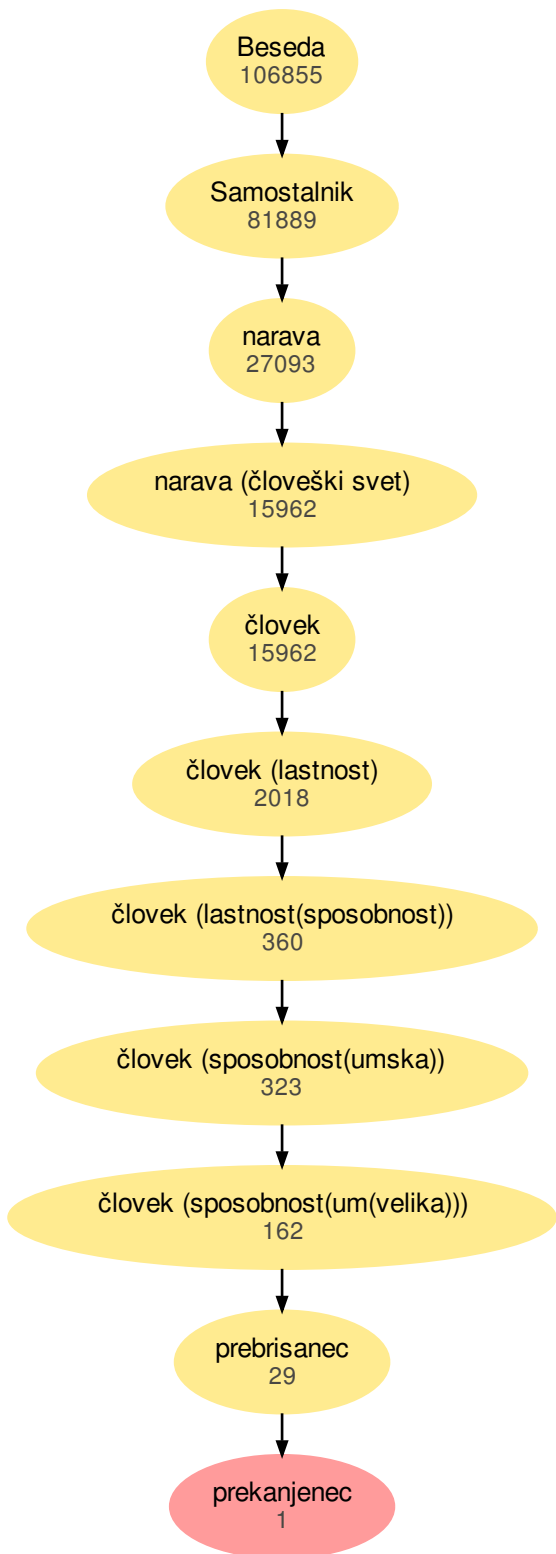 Beseda
106855
Samostalnik
81889
narava
27093
narava (človeški svet)
15962
človek
15962
človek (lastnost)
2018
človek (lastnost(sposobnost))
360
človek (sposobnost(umska))
323
človek (sposobnost(um(velika)))
162
prebrisanec
29
prekanjenec
1